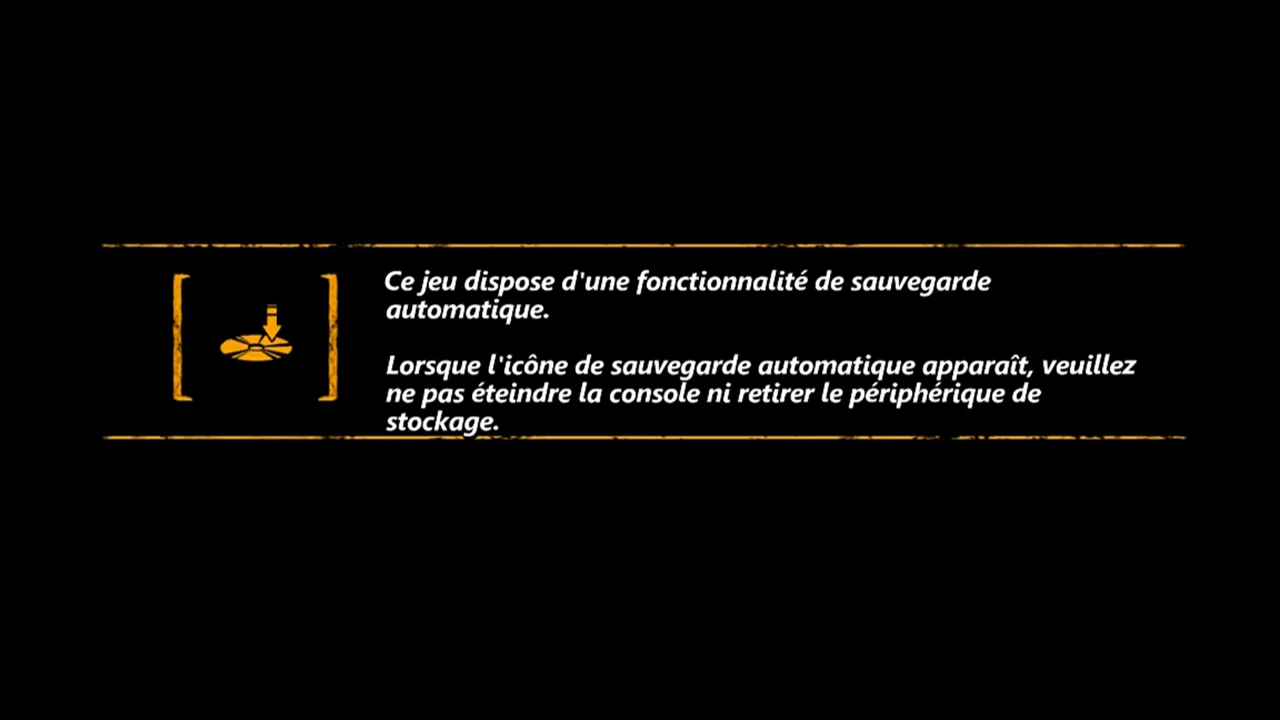 Ce jeu dispose d'une fonctionnalité de sauvegarde
automatique.
Lorsque l'icône de sauvegarde automatique apparaît, veuillez
ne pas éteindre la console ni retirer le périphérique de
stockage.